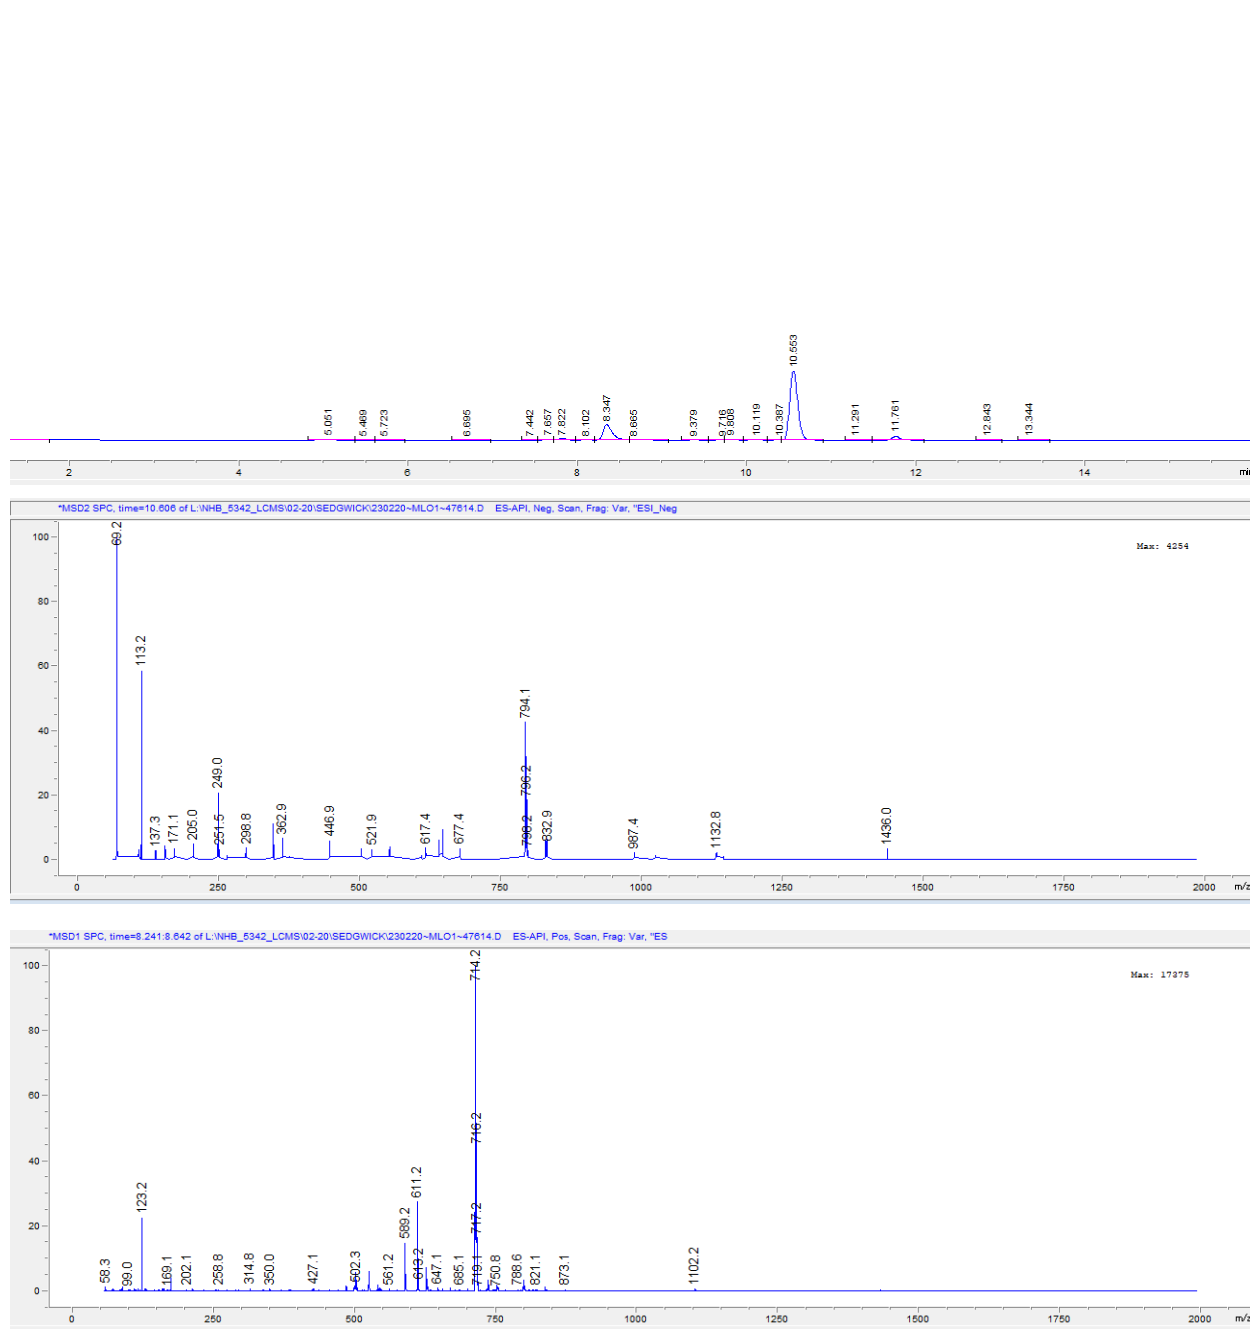 5.051 5.469 5.723 6.695 7.442 7.657 7.822 8.102 8.347 8.665 9.379 9.716 9.808 10.119 10.387 10.553 11.291 11.761 12.843 13.344
2 4 6 8 10 12 14 min
*MSD2 SPC, time=10.606 of L:\NHB_5342_LCMS\02-20\SEDGWICK\230220~MLO1~47614.D ES-API, Neg, Scan, Frag: Var, "ESI_Neg
Max: 4254
100
80
60
40
20
0
69.2 113.2 137.3 171.1 205.0 249.0 251.5 298.8 362.9 446.9 521.9 617.4 677.4 794.1 796.2 798.2 832.9 987.4 1132.8 1436.0
0 250 500 750 1000 1250 1500 1750 2000 m/z
*MSD1 SPC, time=8.241:8.642 of L:\NHB_5342_LCMS\02-20\SEDGWICK\230220~MLO1~47614.D ES-API, Pos, Scan, Frag: Var, "ES
Max: 17375
100
80
60
40
20
0
58.3 99.0 123.2 169.1 202.1 258.8 314.8 350.0 427.1 502.3 561.2 589.2 611.2 613.2 647.1 685.1 714.2 716.2 717.2 719.1 750.8 788.6 821.1 873.1 1102.2
0 250 500 750 1000 1250 1500 1750 2000 m/z